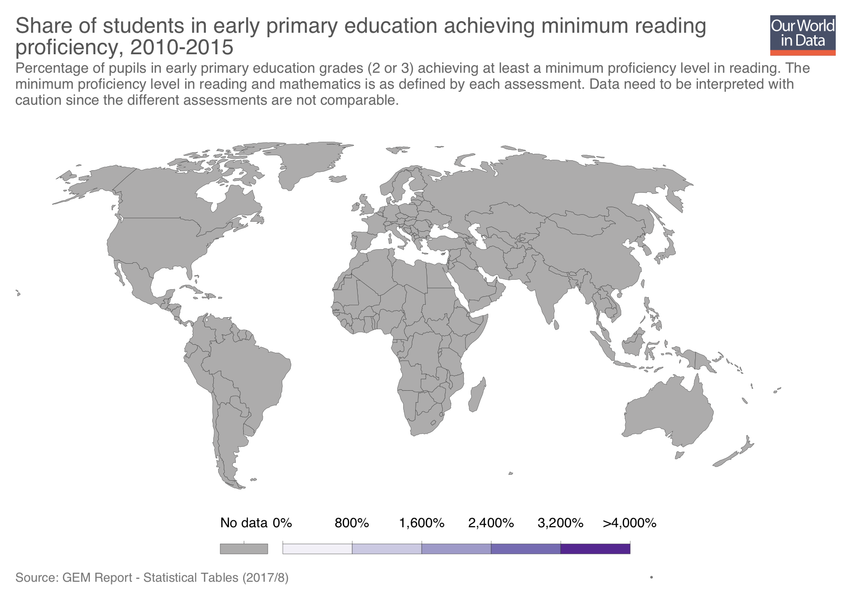 Share of students in early primary education achieving minimum reading
proficiency, 2010-2015
Our World
in Data
Percentage of pupils in early primary education grades (2 or 3) achieving at least a minimum proficiency level in reading. The
minimum proficiency level in reading and mathematics is as defined by each assessment. Data need to be interpreted with
caution since the different assessments are not comparable.
No data 0% 800% 1,600% 2,400% 3,200% >4,000%
Source: GEM Report - Statistical Tables (2017/8)